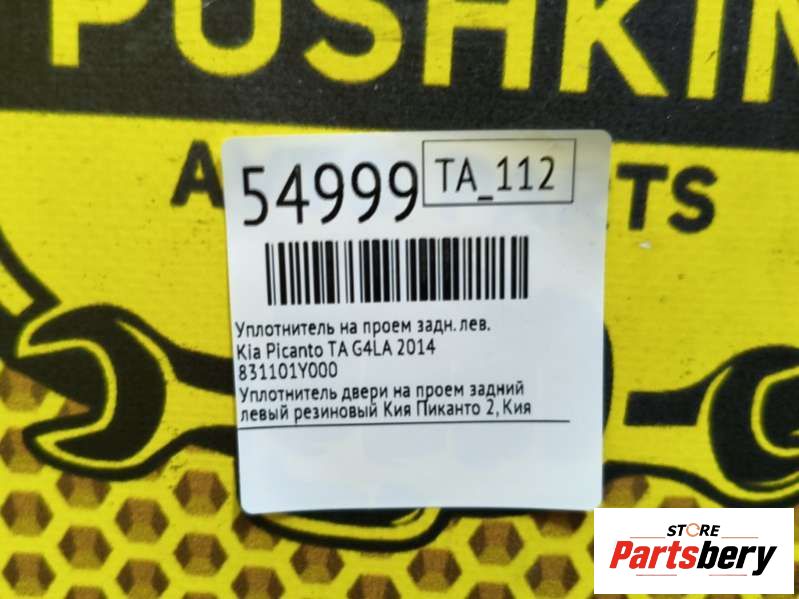 PUSHKIN
54999
TA_112
TS
Уплотнитель на проем задн. лев.
Kia Picanto TA G4LA 2014
831101Y000
Уплотнитель двери на проем задний
левый резиновый Кия Пиканто 2, Кия
STORE
Partsbery